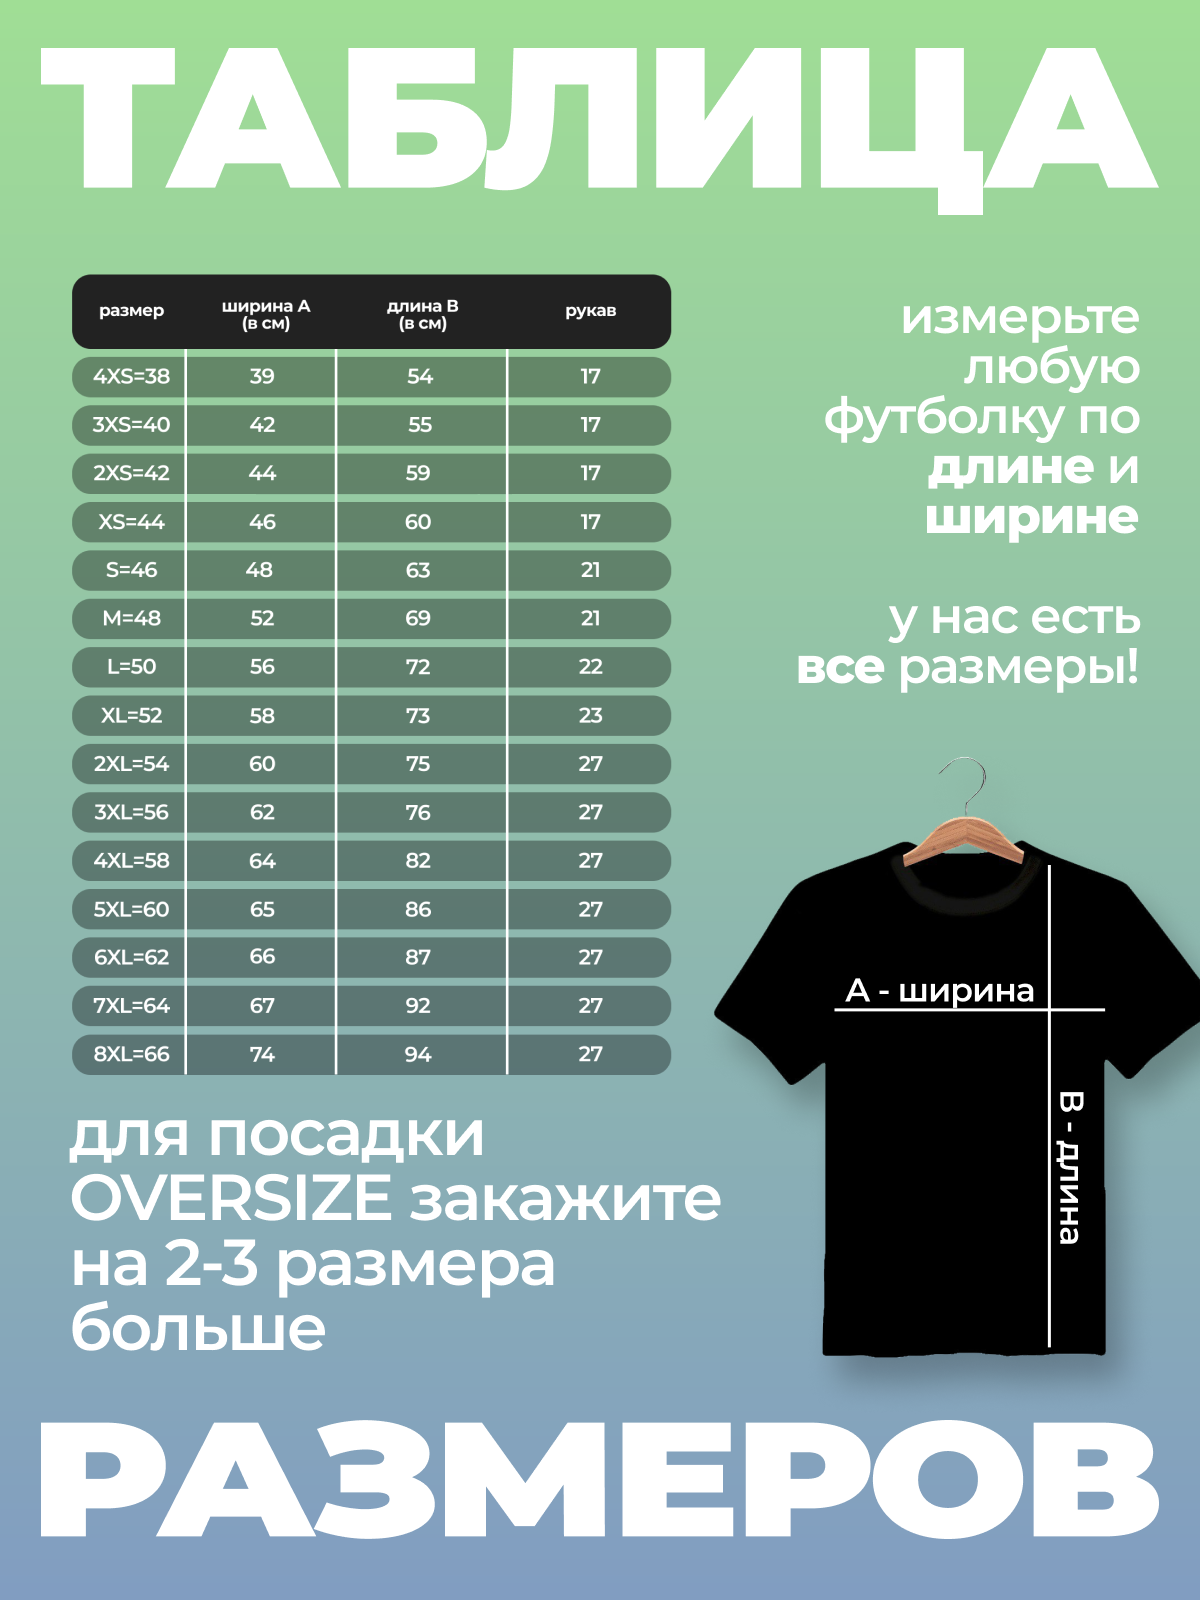 ТАБЛИЦА
размер ширина А (в см) длина В (в см) рукав
4XS=38 39 54 17
3XS=40 42 55 17
2XS=42 44 59 17
XS=44 46 60 17
S=46 48 63 21
M=48 52 69 21
L=50 56 72 22
XL=52 58 73 23
2XL=54 60 75 27
3XL=56 62 76 27
4XL=58 64 82 27
5XL=60 65 86 27
6XL=62 66 87 27
7XL=64 67 92 27
8XL=66 74 94 27
измерьте
любую
футболку по
длине и
ширине
у нас есть
все размеры!
А - ширина
В - длина
для посадки
OVERSIZE закажите
на 2-3 размера
больше
РАЗМЕРОВ